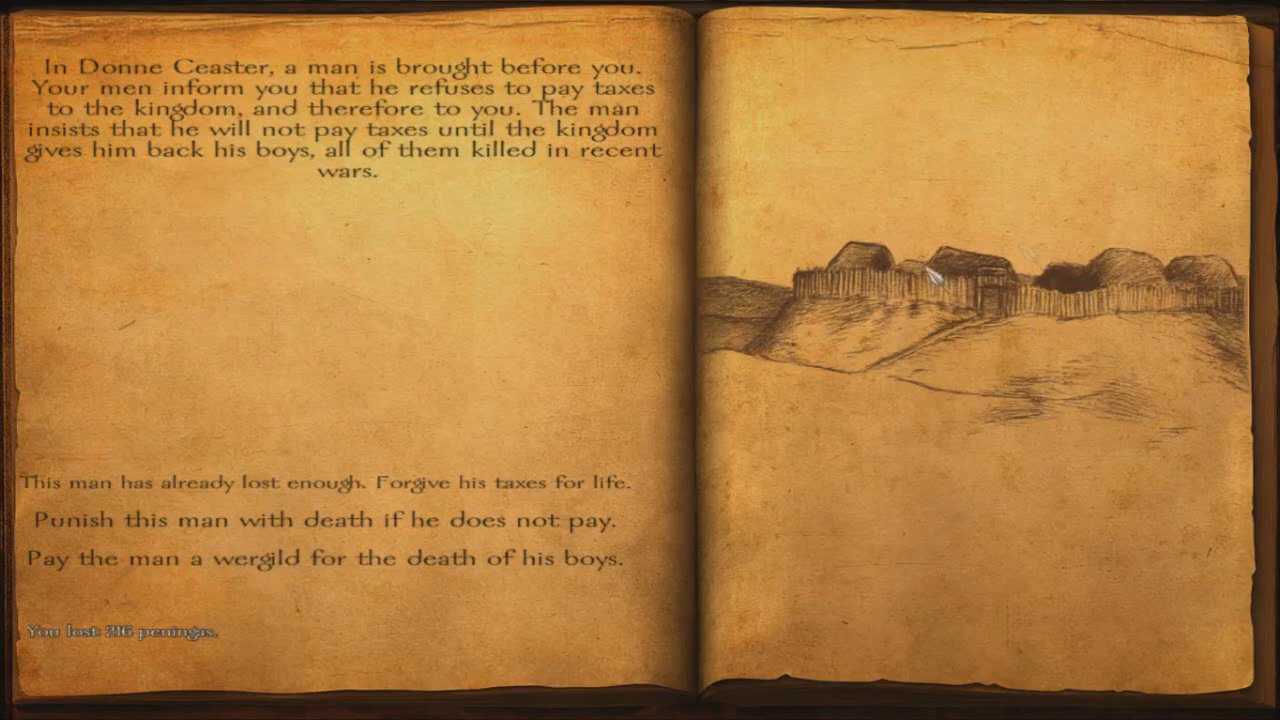 In Donne Ceaster, a man is brought before you.
Your men inform you that he refuses to pay taxes
to the kingdom, and therefore to you. The man
insists that he will not pay taxes until the kingdom
gives him back his boys, all of them killed in recent
wars.
This man has already lost enough. Forgive his taxes for life.
Punish this man with death if he does not pay.
Pay the man a wergild for the death of his boys.
You lost 216 peningas.